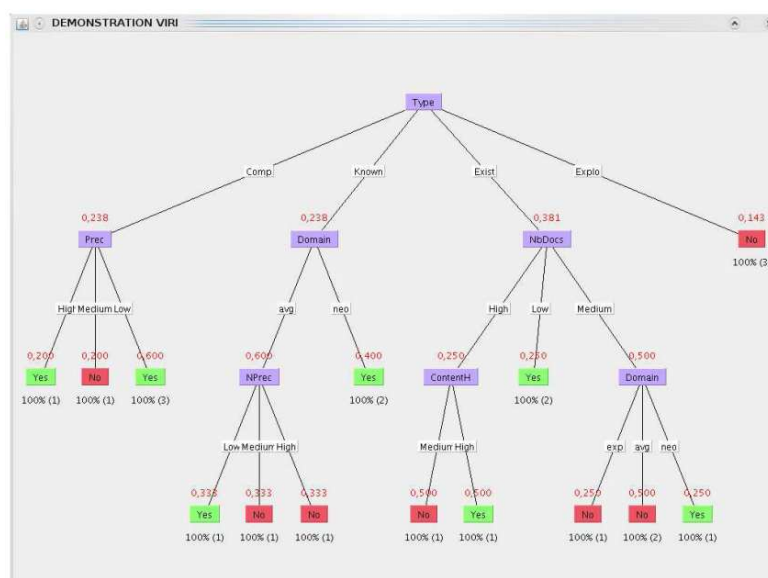 DEMONSTRATION VIRI
Type
Comp Known Exist Explo
0,238 0,238 0,381 0,143
Prec Domain NbDocs No
100% (3
High Medium Low avg neo High Low Medium
0,200 0,200 0,600 0,600 0,400 0,250 0,250 0,500
Yes No Yes NPrec Yes ContentH Yes Domain
100% (1) 100% (1) 100% (3) 100% (2) 100% (2)
Low Medium High Medium High exp avg neo
0,333 0,333 0,333 0,500 0,500 0,250 0,500 0,250
Yes No No No Yes No No Yes
100% (1) 100% (1) 100% (1) 100% (1) 100% (1) 100% (1) 100% (2) 100% (1)